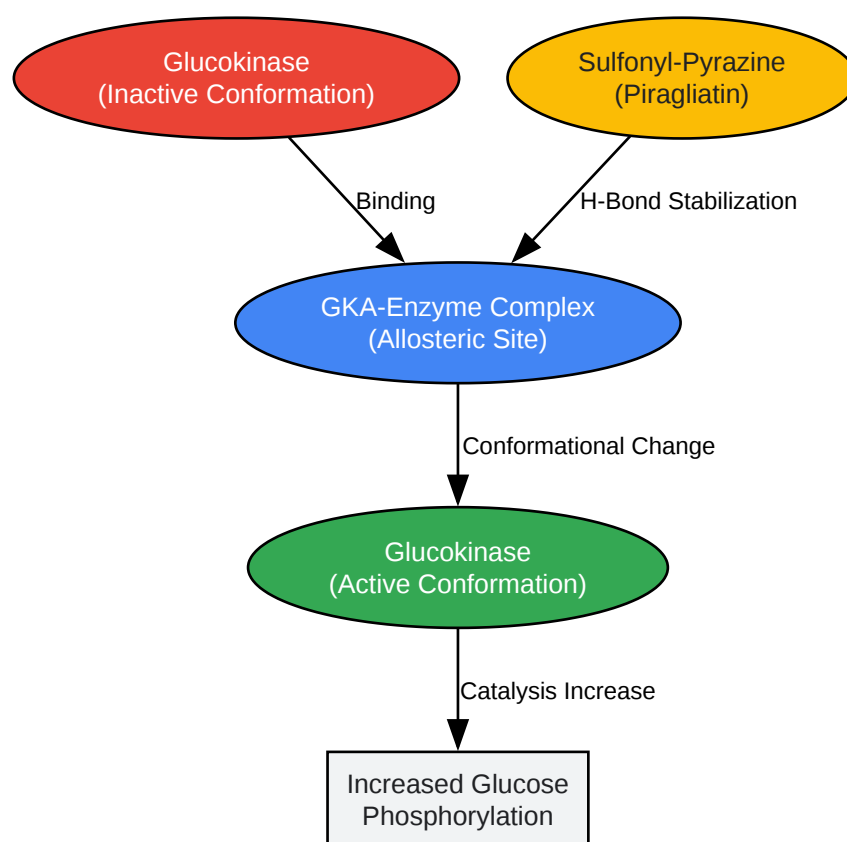 Glucokinase
(Inactive Conformation)
Sulfonyl-Pyrazine
(Piragliatin)
Binding
H-Bond Stabilization
GKA-Enzyme Complex
(Allosteric Site)
Conformational Change
Glucokinase
(Active Conformation)
Catalysis Increase
Increased Glucose
Phosphorylation